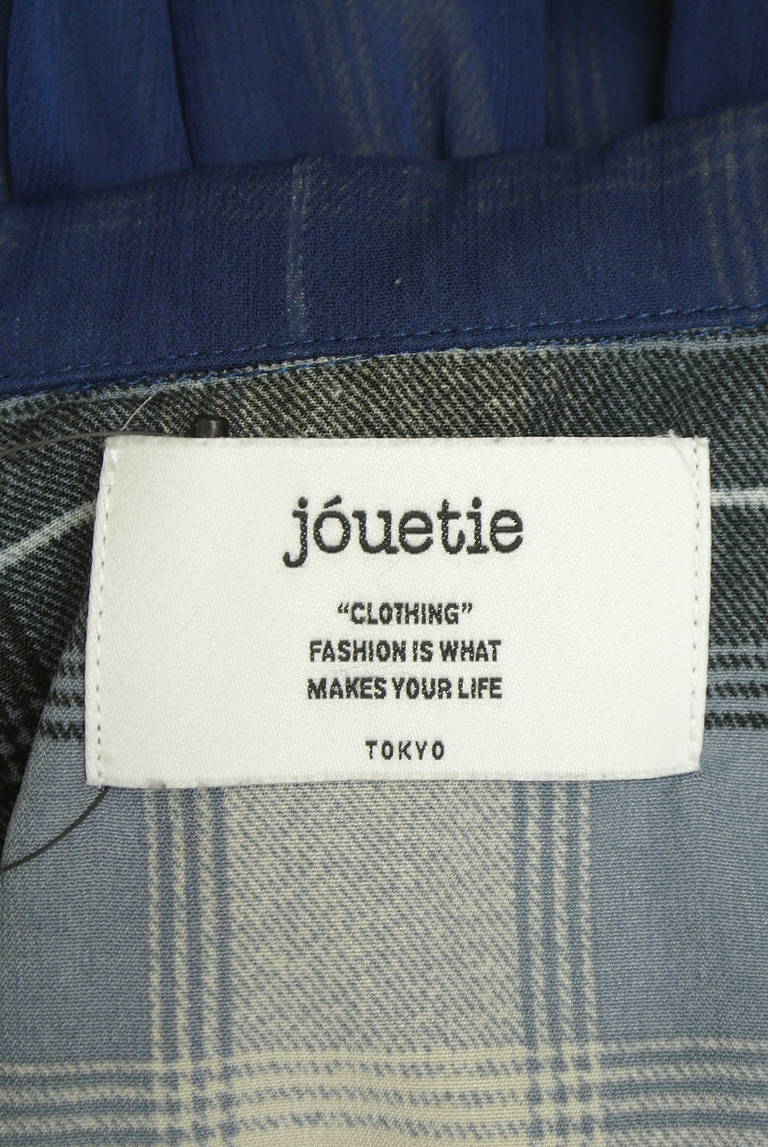 jóuetie
“CLOTHING”
FASHION IS WHAT
MAKES YOUR LIFE
TOKYO